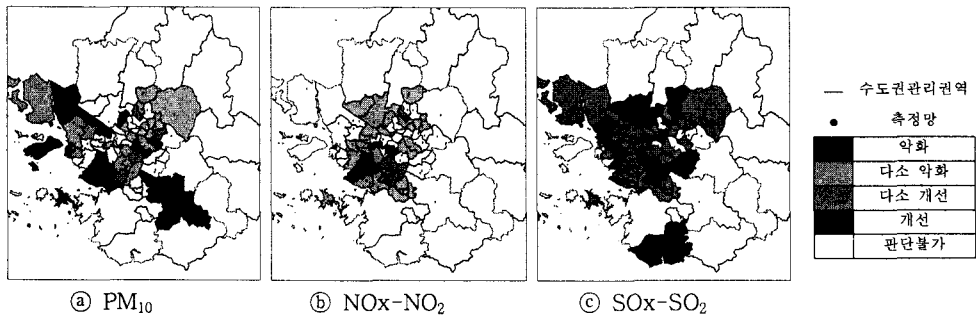 수도권관리권역
측정망
악화
다소 악화
다소 개선
개선
판단불가
ⓐ PM₁₀
ⓑ NOx-NO₂
ⓒ SOx-SO₂